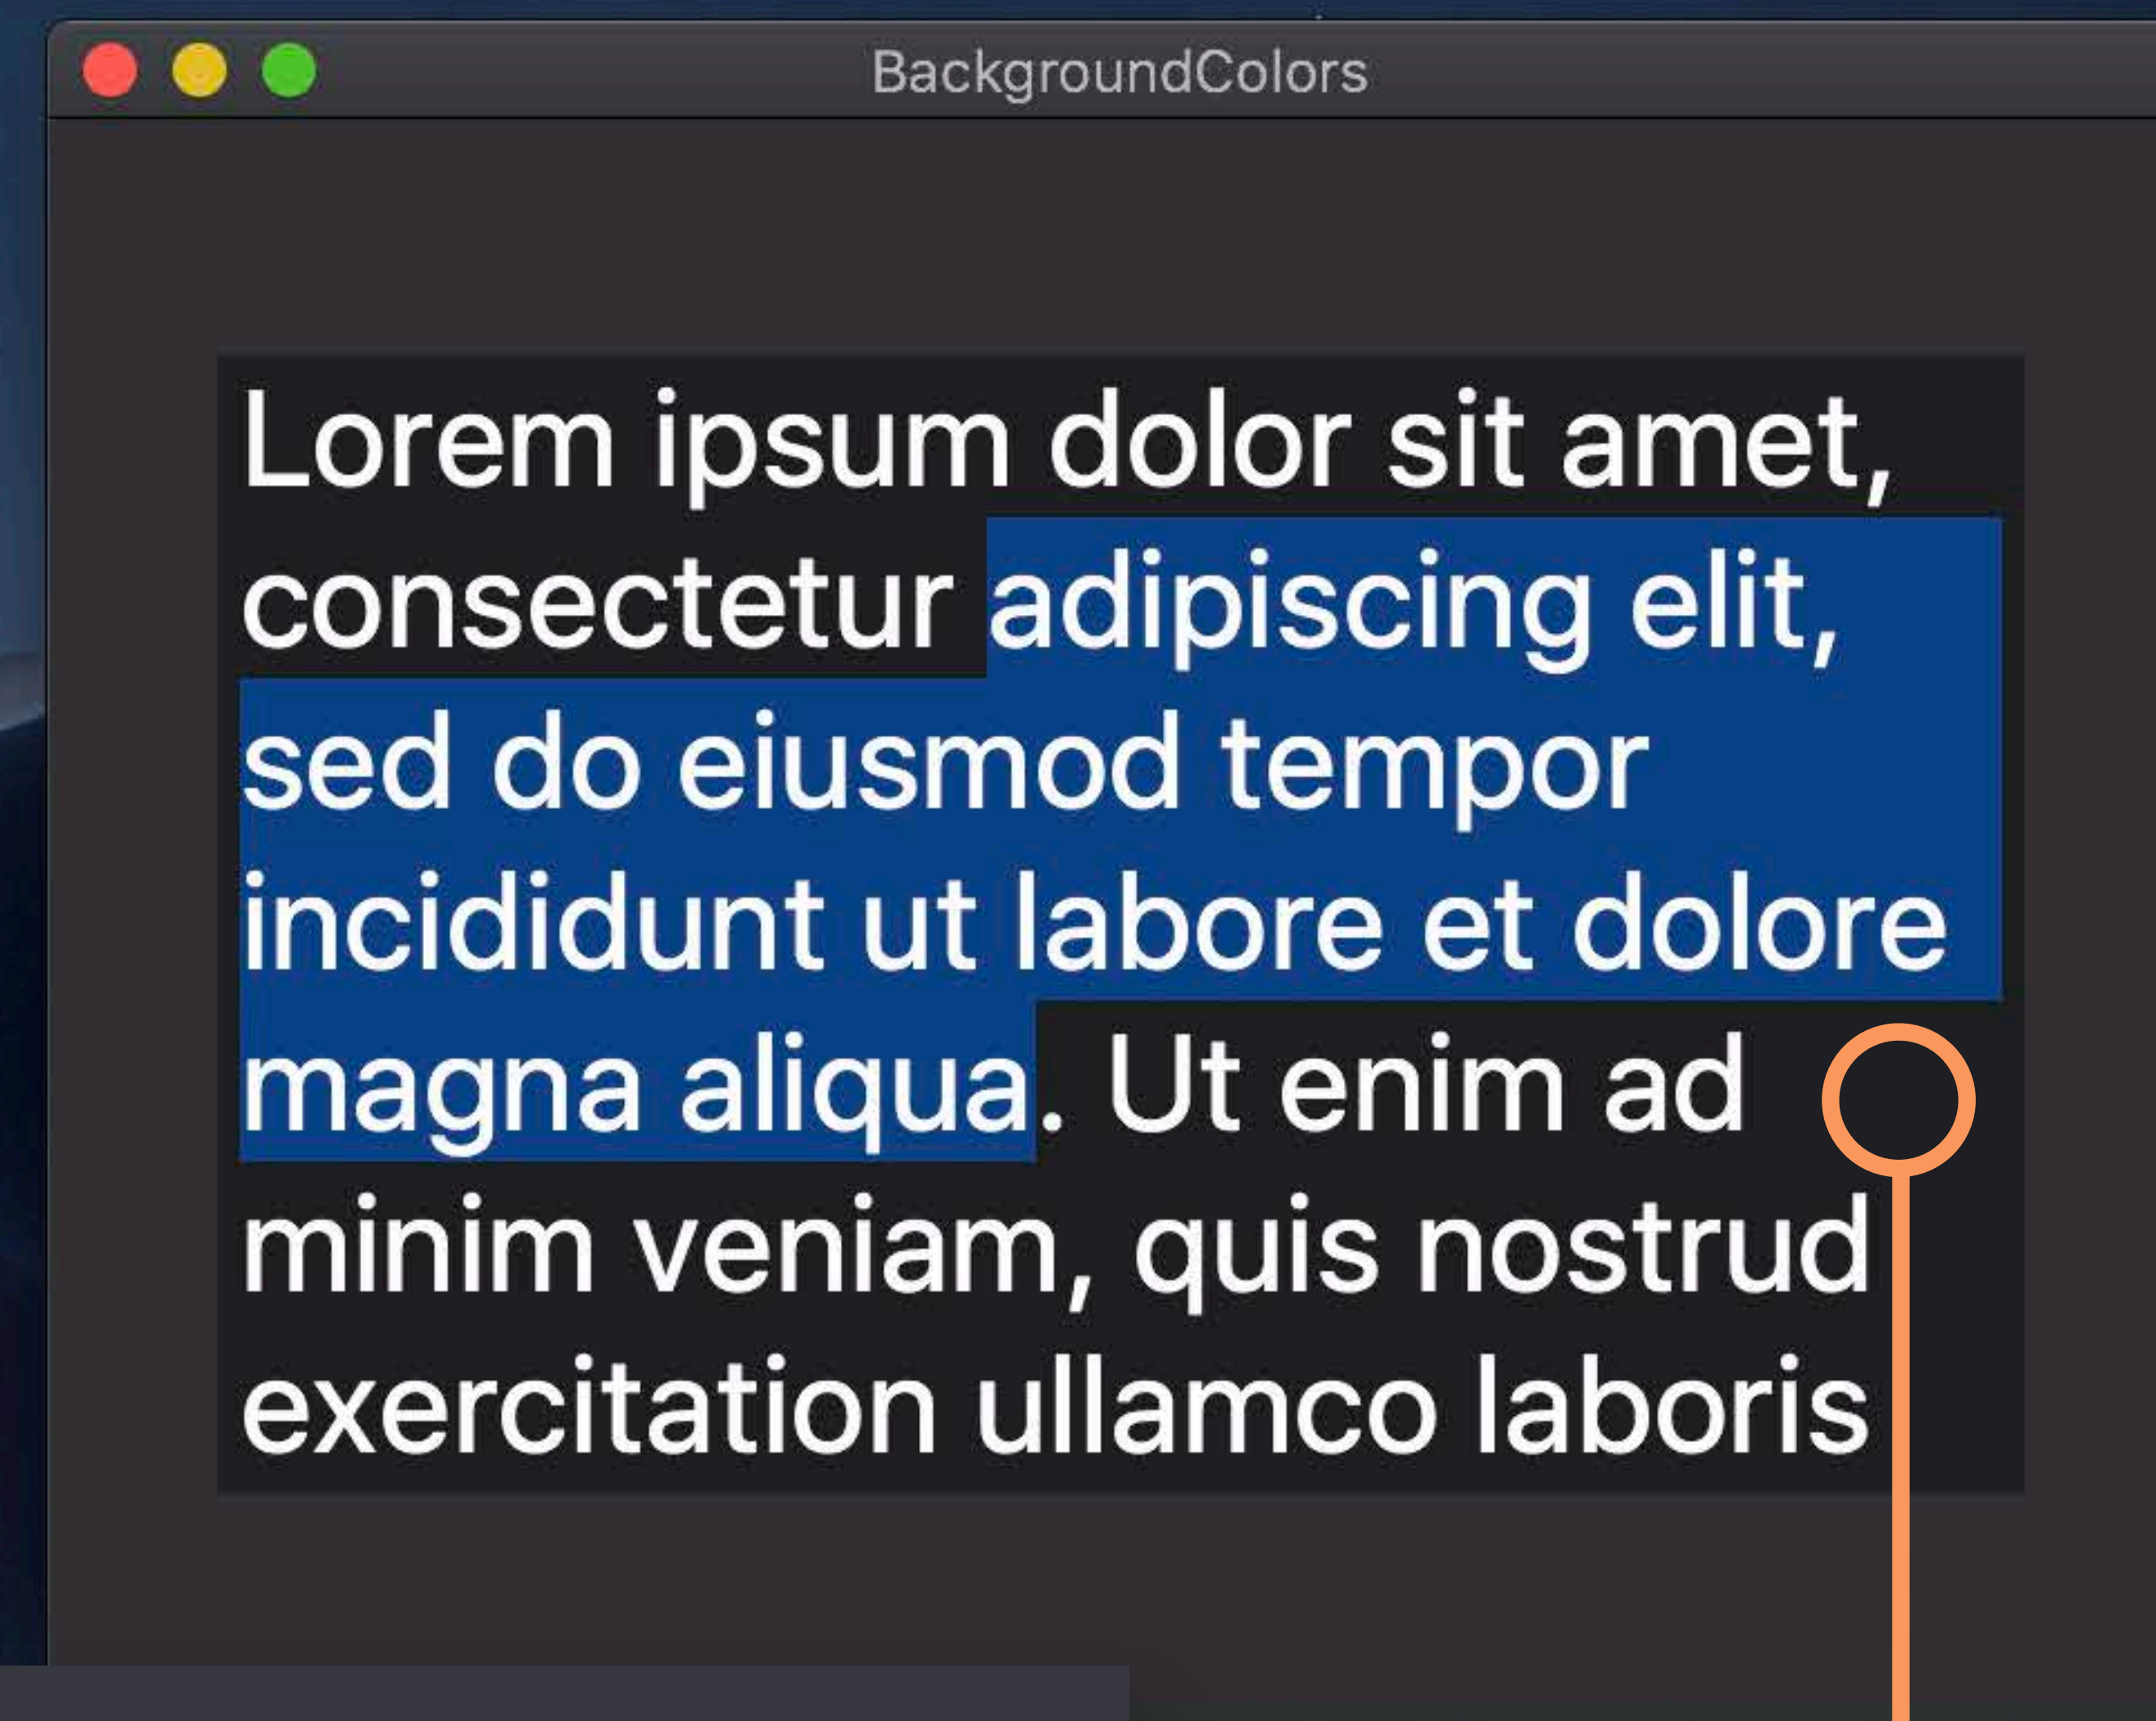 BackgroundColors
Lorem ipsum dolor sit amet,
consectetur adipiscing elit,
sed do eiusmod tempor
incididunt ut labore et dolore
magna aliqua. Ut enim ad
minim veniam, quis nostrud
exercitation ullamco laboris